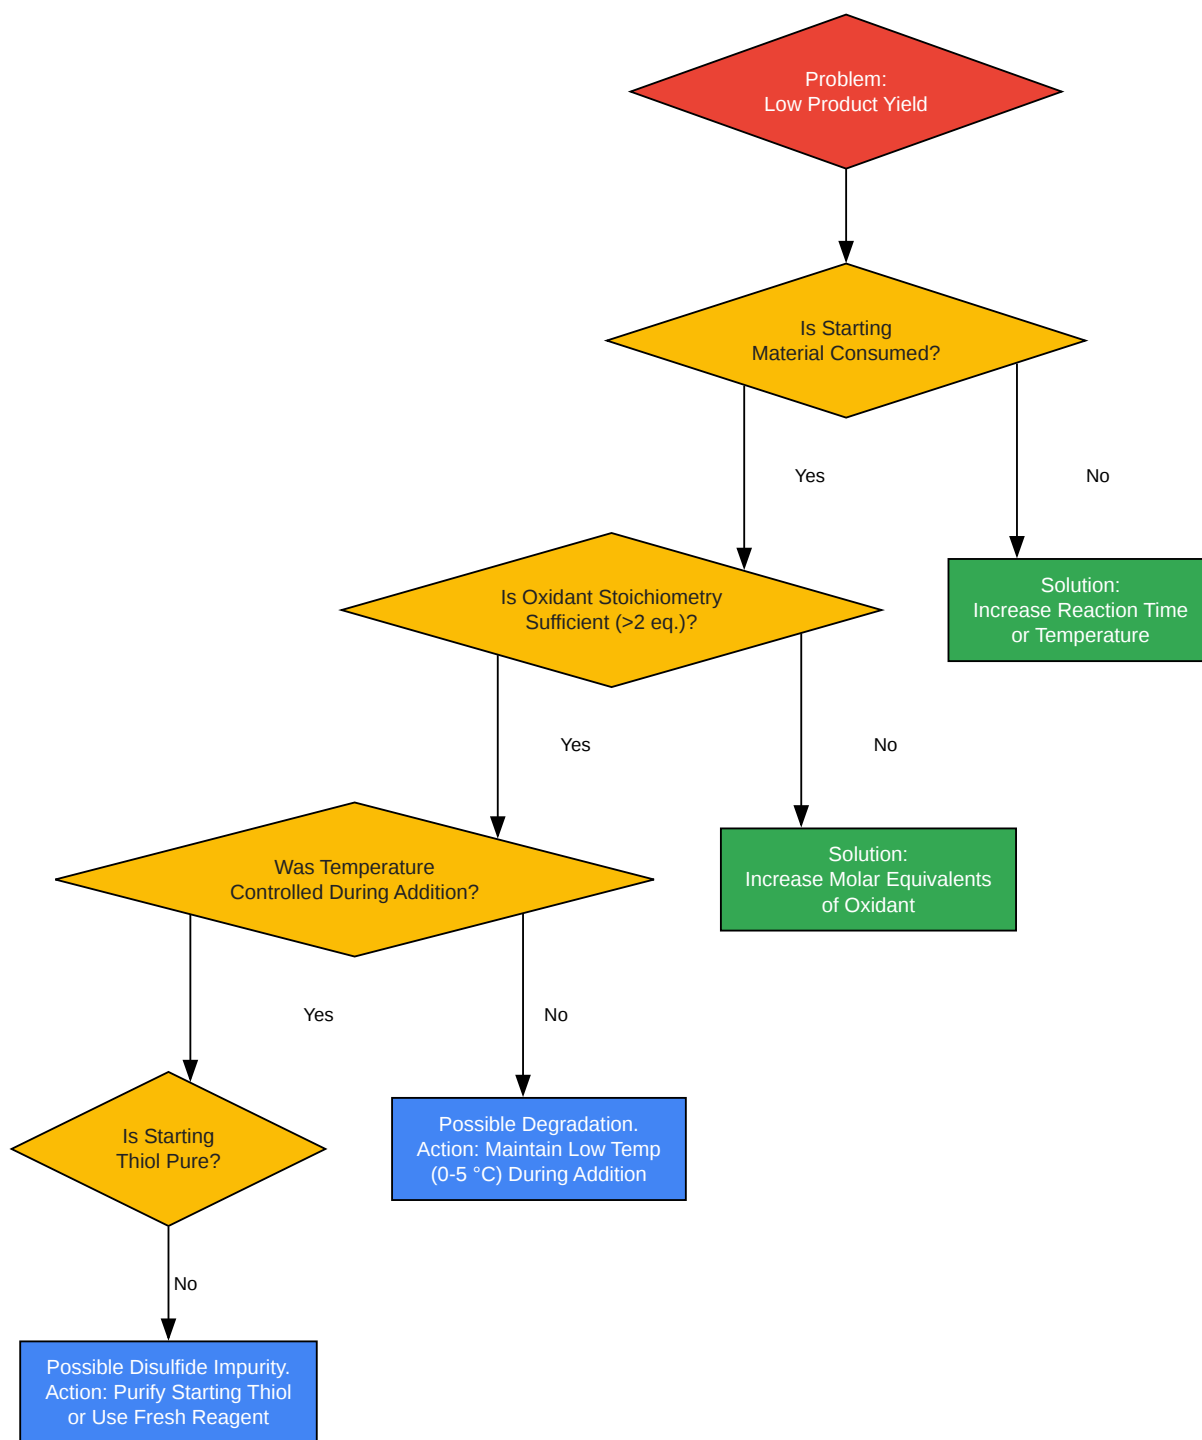 Problem:
Low Product Yield
Is Starting
Material Consumed?
Yes
No
Is Oxidant Stoichiometry
Sufficient (>2 eq.)?
Solution:
Increase Reaction Time
or Temperature
Yes
No
Was Temperature
Controlled During Addition?
Solution:
Increase Molar Equivalents
of Oxidant
Yes
No
Is Starting
Thiol Pure?
Possible Degradation.
Action: Maintain Low Temp
(0-5 °C) During Addition
No
Possible Disulfide Impurity.
Action: Purify Starting Thiol
or Use Fresh Reagent